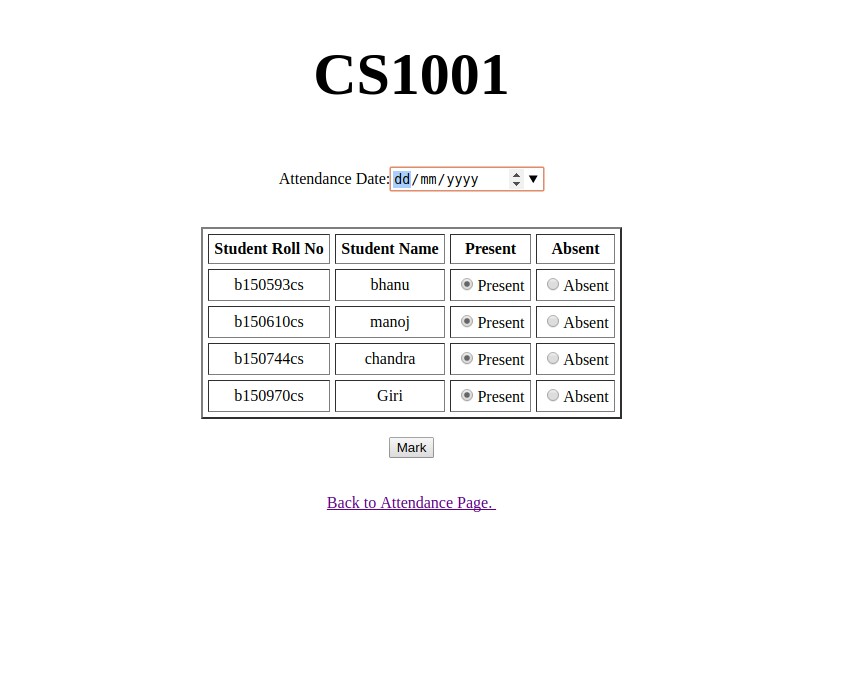 CS1001
Attendance Date: dd/mm/yyyy
Student Roll No Student Name Present Absent
b150593cs bhanu Present Absent
b150610cs manoj Present Absent
b150744cs chandra Present Absent
b150970cs Giri Present Absent
Mark
Back to Attendance Page.